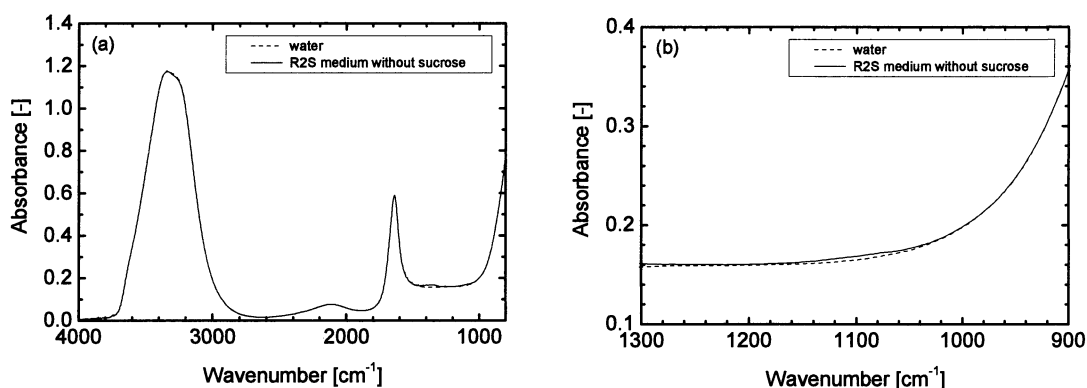 (a)
water
R2S medium without sucrose
Absorbance [-]
1.4
1.2
1.0
0.8
0.6
0.4
0.2
0.0
4000 3000 2000 1000
Wavenumber [cm-1]
(b)
water
R2S medium without sucrose
Absorbance [-]
0.4
0.3
0.2
0.1
1300 1200 1100 1000 900
Wavenumber [cm-1]